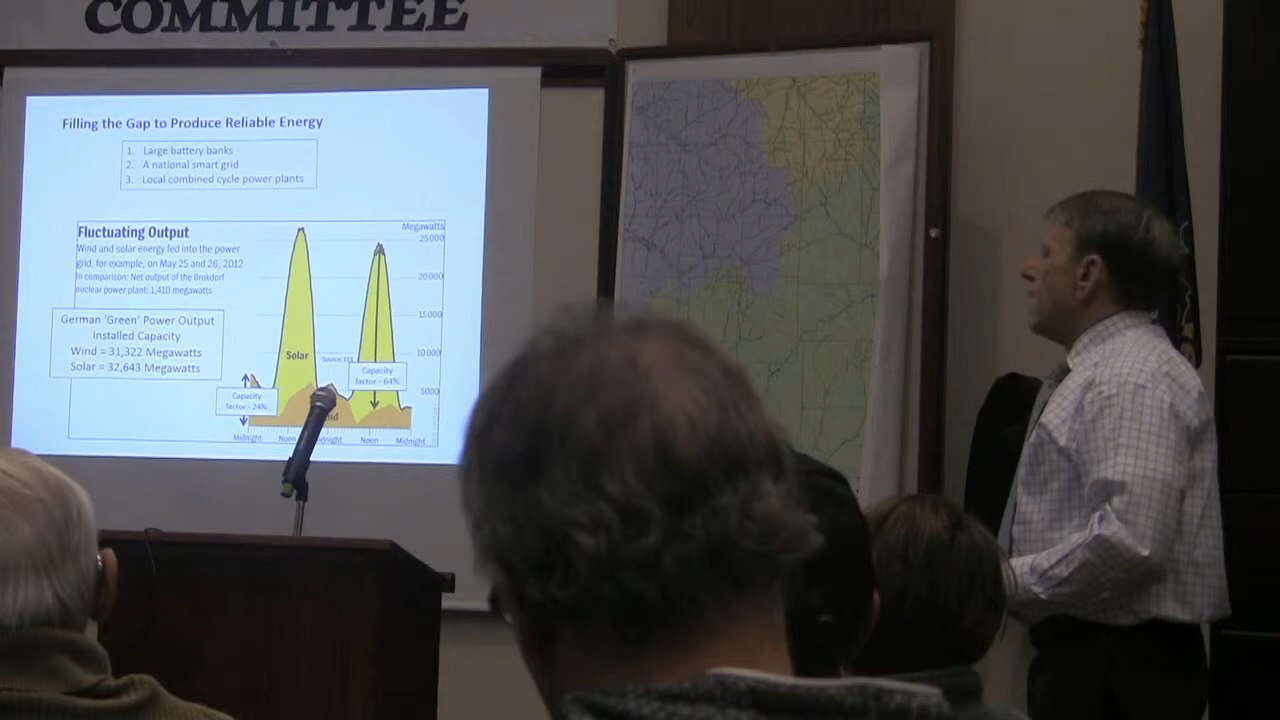 COMMITTEE
Filling the Gap to Produce Reliable Energy
1. Large battery banks
2. A national smart grid
3. Local combined cycle power plants
Fluctuating Output
Wind and solar energy fed into the power
grid, for example, on May 25 and 26, 2012
In comparison: Net output of the Brokdorf
nuclear power plant: 1,410 megawatts
German 'Green' Power Output
Installed Capacity
Wind = 31,322 Megawatts
Solar = 32,643 Megawatts
Megawatts
25000
20000
15000
10000
5000
Solar
Source:
Capacity
factor - 64%
Capacity
factor - 24%
Midnight Noon Noon Midnight